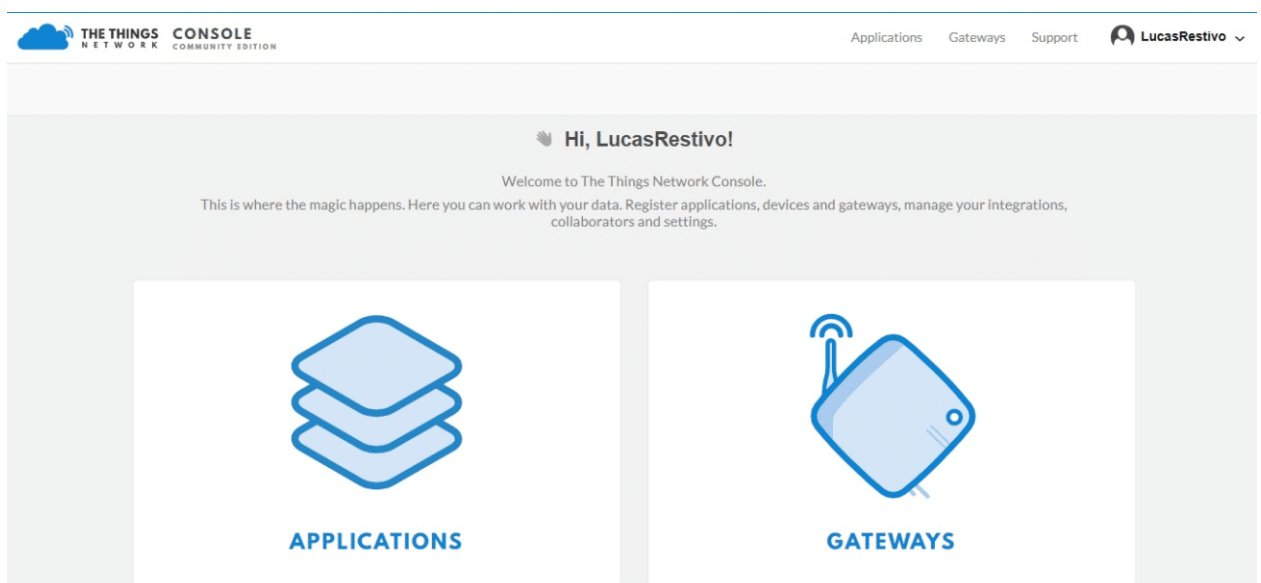 THE THINGS NETWORK CONSOLE COMMUNITY EDITION
Applications Gateways Support LucasRestivo
Hi, LucasRestivo!
Welcome to The Things Network Console.
This is where the magic happens. Here you can work with your data. Register applications, devices and gateways, manage your integrations,
collaborators and settings.
APPLICATIONS
GATEWAYS